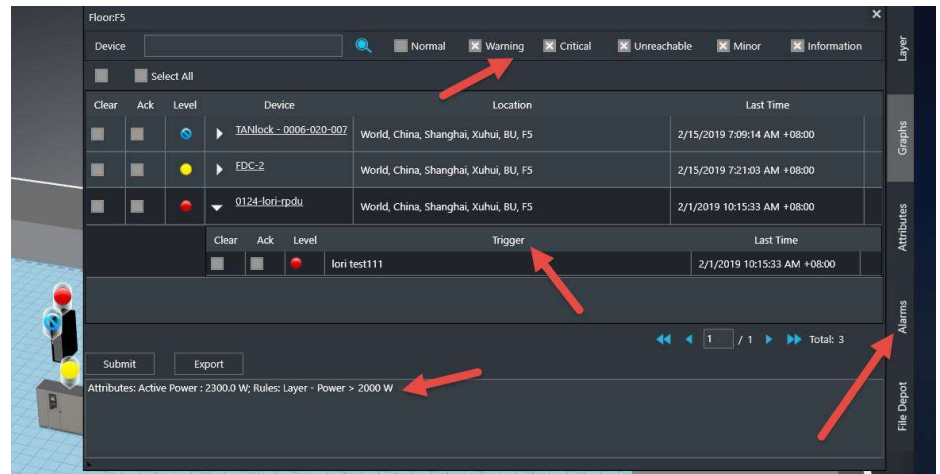 Floor:F5
Device Normal Warning Critical Unreachable Minor Information
Select All
Clear Ack Level Device Location Last Time
TANlock - 0006-020-007 World, China, Shanghai, Xuhui, BU, F5 2/15/2019 7:09:14 AM +08:00
FDC-2 World, China, Shanghai, Xuhui, BU, F5 2/15/2019 7:21:03 AM +08:00
0124-lori-rpdu World, China, Shanghai, Xuhui, BU, F5 2/1/2019 10:15:33 AM +08:00
Clear Ack Level Trigger Last Time
lori test111 2/1/2019 10:15:33 AM +08:00
1 / 1 Total: 3
Submit Export
Attributes: Active Power : 2300.0 W; Rules: Layer - Power > 2000 W
Layer
Graphs
Attributes
Alarms
File Depot